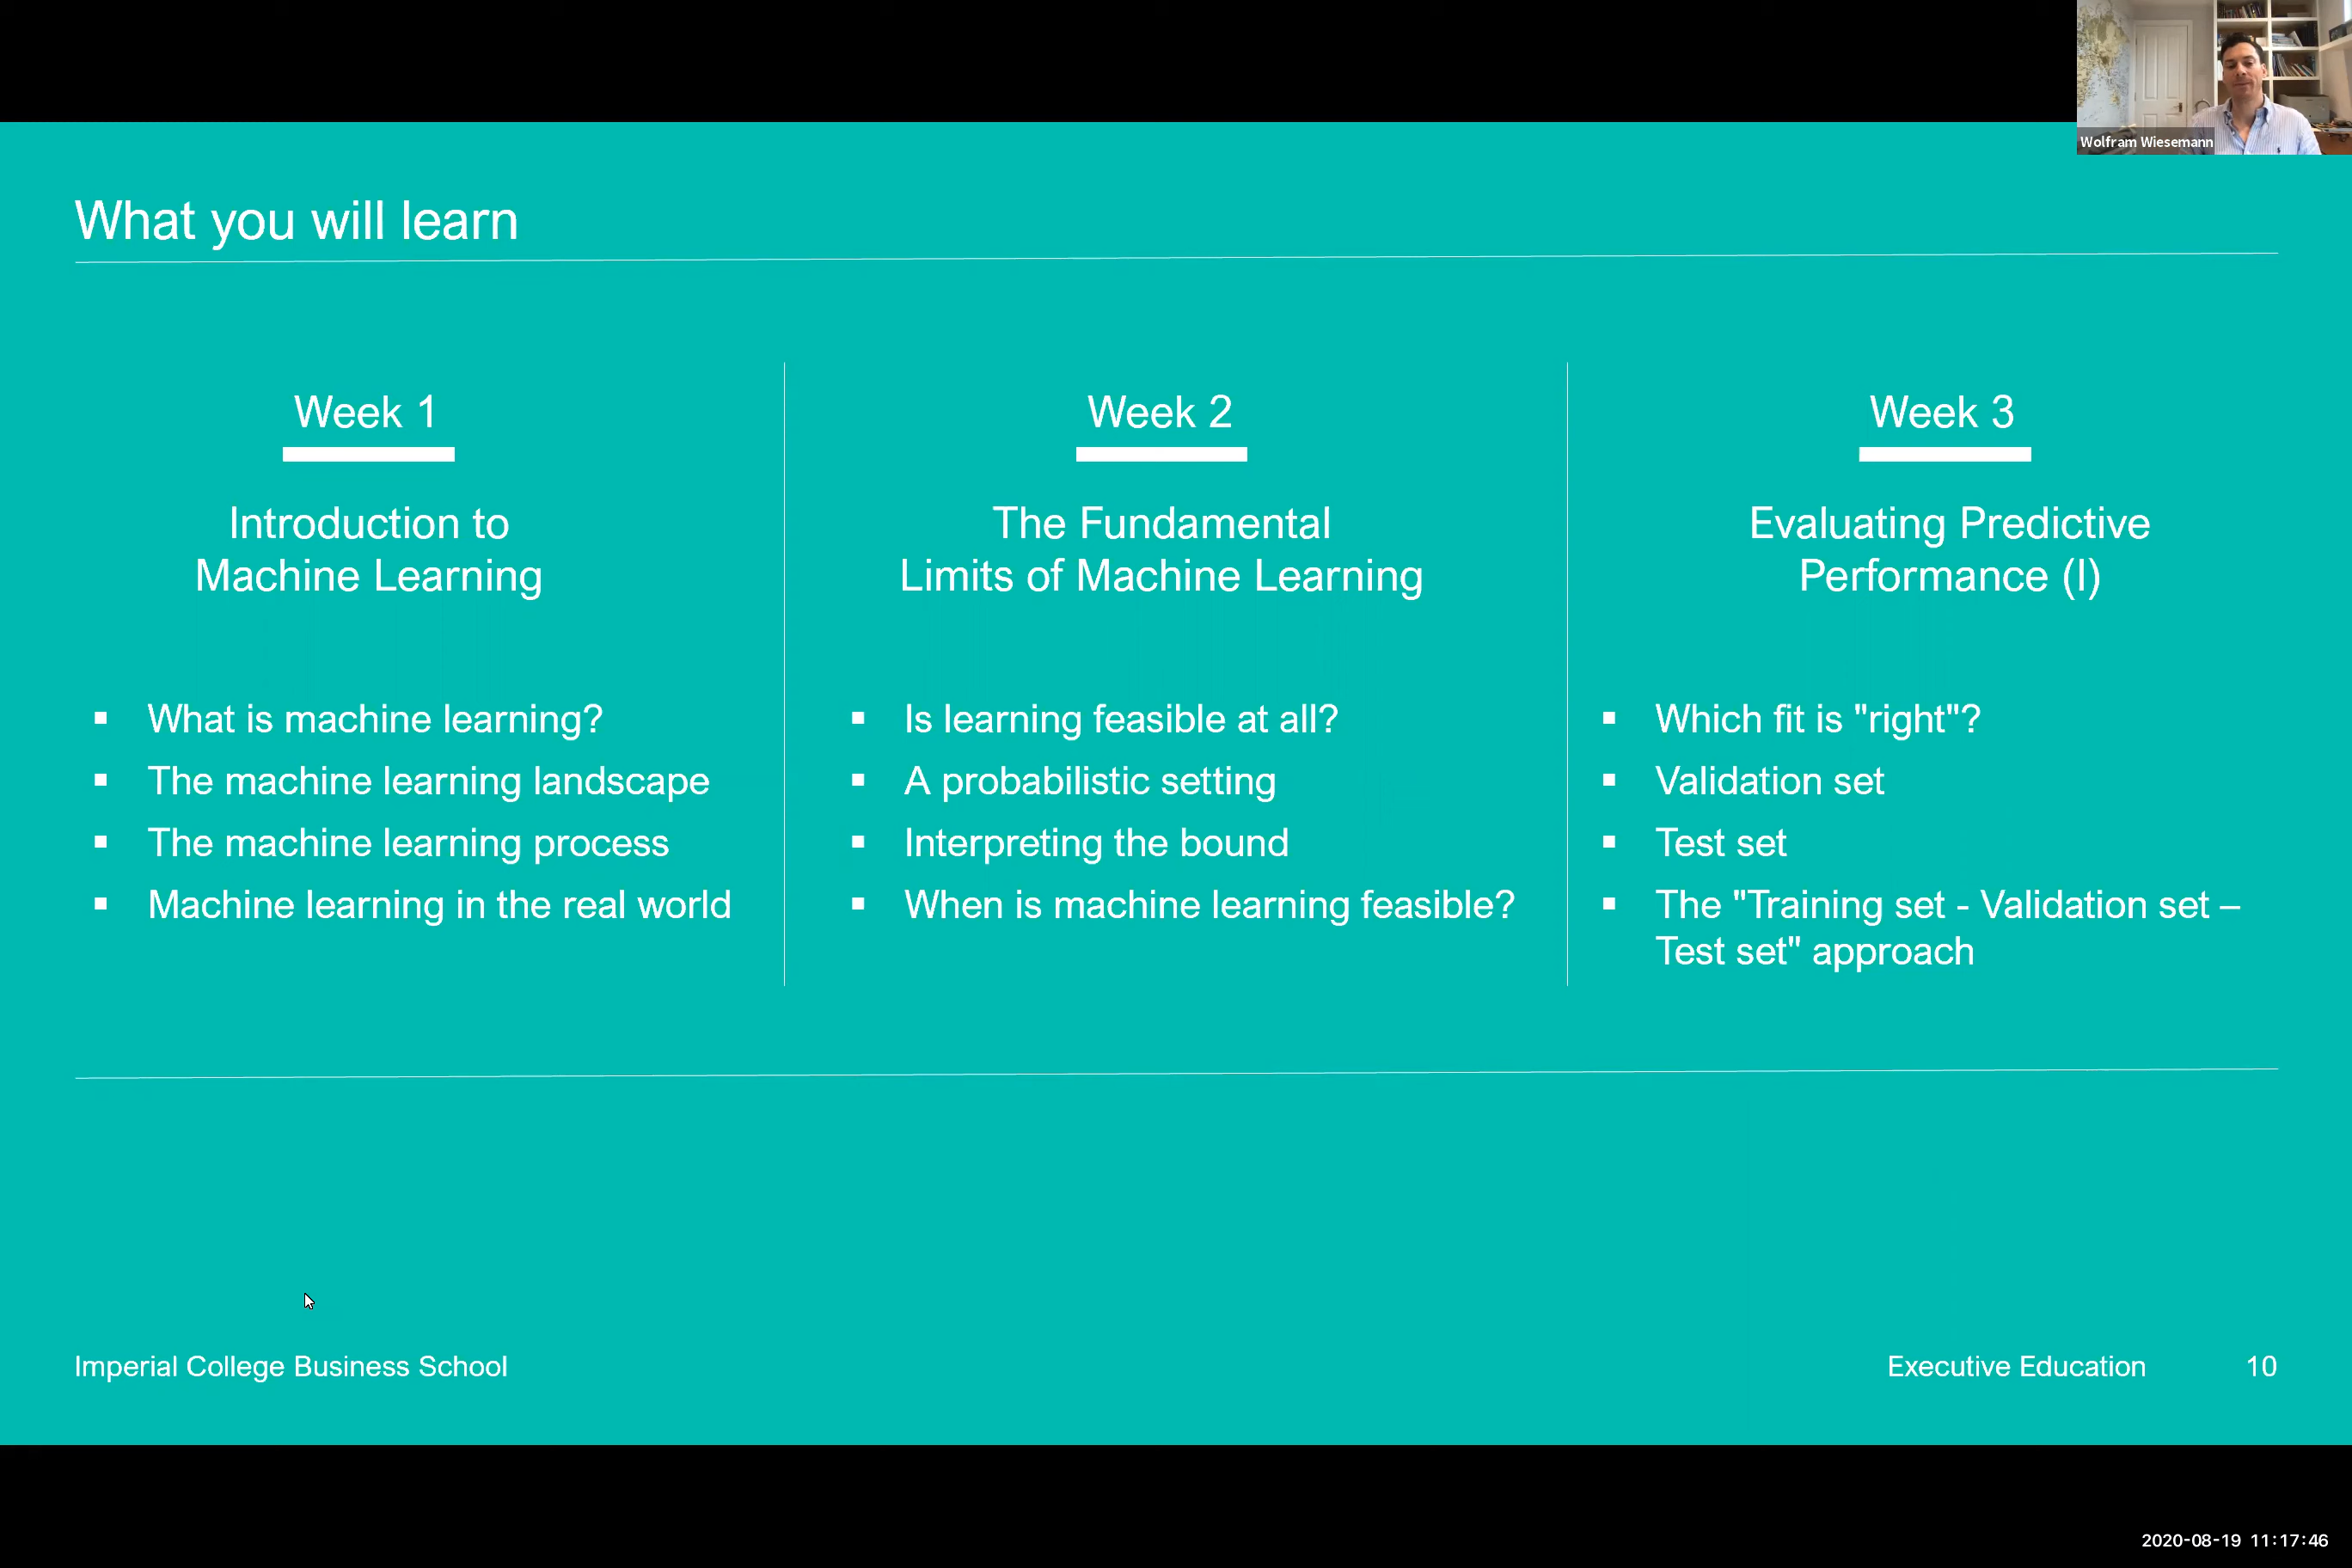 Wolfram Wiesemann
What you will learn
Week 1
Introduction to
Machine Learning
▪ What is machine learning?
▪ The machine learning landscape
▪ The machine learning process
▪ Machine learning in the real world
Week 2
The Fundamental
Limits of Machine Learning
▪ Is learning feasible at all?
▪ A probabilistic setting
▪ Interpreting the bound
▪ When is machine learning feasible?
Week 3
Evaluating Predictive
Performance (I)
▪ Which fit is "right"?
▪ Validation set
▪ Test set
▪ The "Training set - Validation set –
Test set" approach
Imperial College Business School
Executive Education 10
2020-08-19 11:17:46